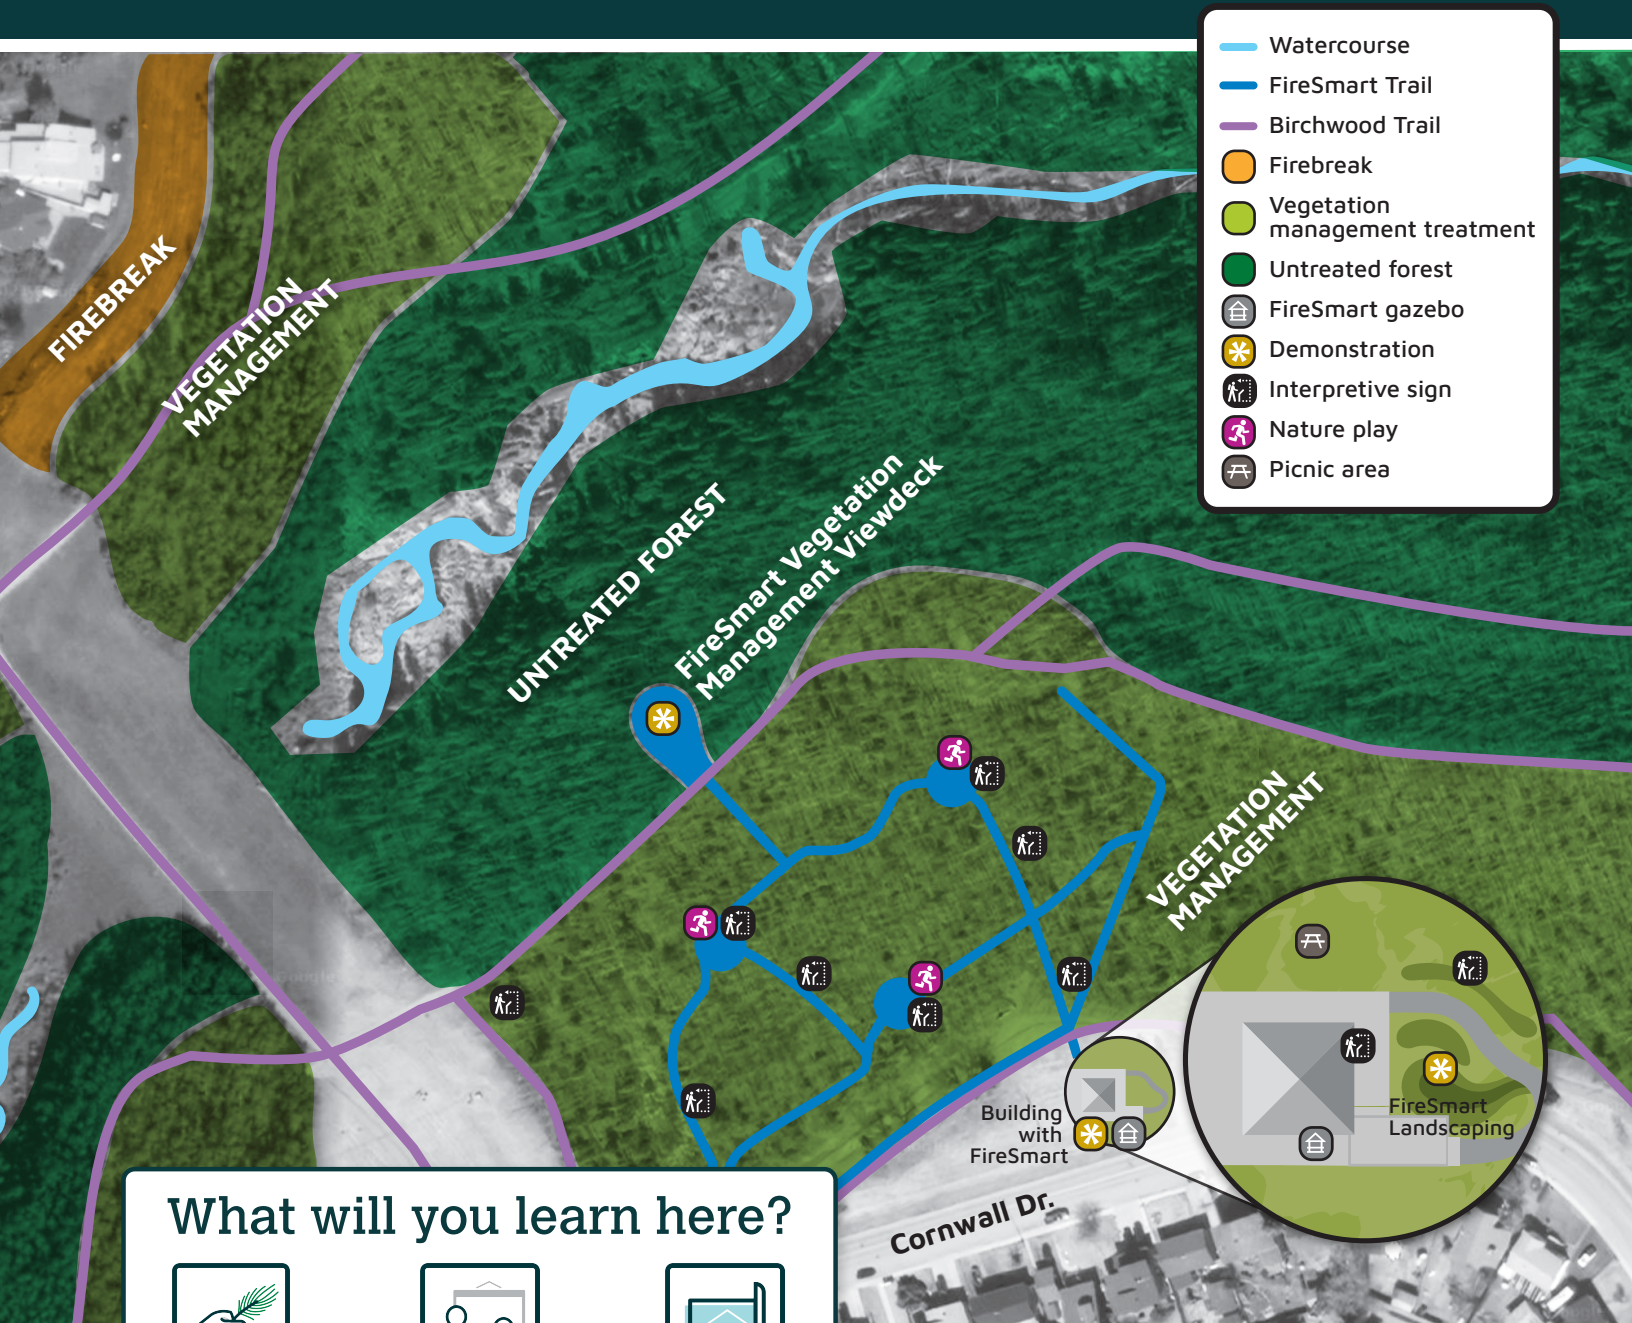 Watercourse
FireSmart Trail
Birchwood Trail
Firebreak
Vegetation
management treatment
Untreated forest
FireSmart gazebo
Demonstration
Interpretive sign
Nature play
Picnic area
FIREBREAK
VEGETATION
MANAGEMENT
UNTREATED FOREST
FireSmart Vegetation
Management Viewdeck
VEGETATION
MANAGEMENT
Building
with
FireSmart
FireSmart
Landscaping
Cornwall Dr.
What will you learn here?